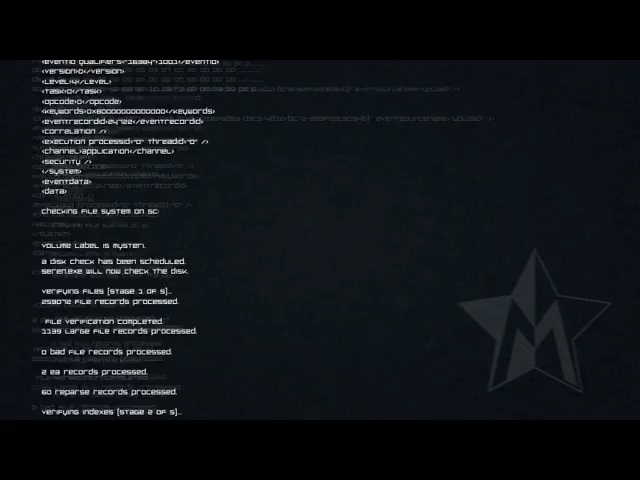 <eventid qualifiers="16384">1001</eventid>
<version>0</version>
<level>4</level>
<task>0</task>
<opcode>0</opcode>
<keywords>0x80000000000000</keywords>
<eventrecordid>24722</eventrecordid>
<correlation />
<execution processid="0" threadid="0" />
<channel>application</channel>
<security />
</system>
<eventdata>
<data>
checking file system on sc:
volume label is mysteri.
a disk check has been scheduled.
seren.exe will now check the disk.
verifying files [stage 1 of 5]...
259072 file records processed.
file verification completed.
1139 large file records processed.
0 bad file records processed.
2 ea records processed.
60 reparse records processed.
verifying indexes [stage 2 of 5]...
M